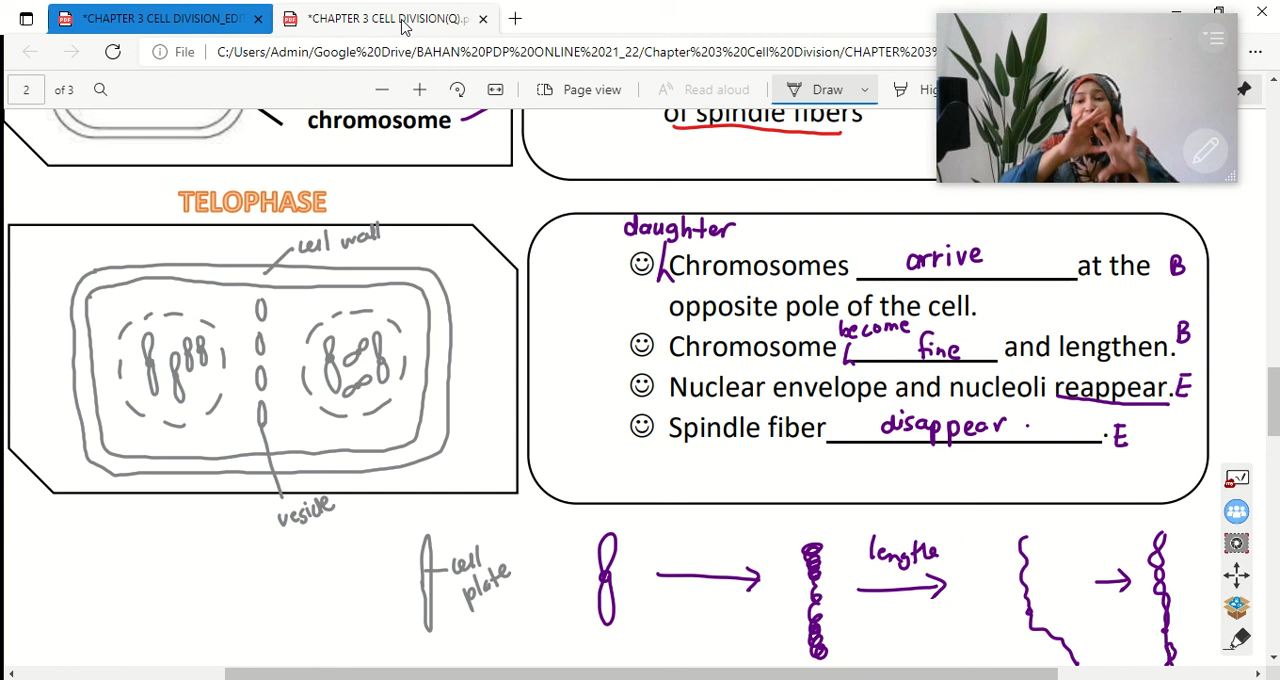 *CHAPTER 3 CELL DIVISION_EDI
*CHAPTER 3 CELL DIVISION(Q).p
File
C:/Users/Admin/Google%20Drive/BAHAN%20PDP%20ONLINE%2021_22/Chapter%203%20Cell%20Division/CHAPTER%203%
2
of 3
Page view
Read aloud
Draw
Hig
chromosome
of spindle fibers
TELOPHASE
cell wall
vesicle
cell
plate
daughter
Chromosomes arrive at the B
opposite pole of the cell.
become
Chromosome fine and lengthen. B
Nuclear envelope and nucleoli reappear. E
Spindle fiber disappear . E